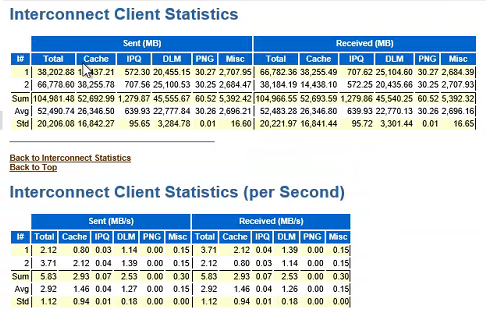 Interconnect Client Statistics
Sent (MB) Received (MB)
I# Total Cache IPQ DLM PNG Misc Total Cache IPQ DLM PNG Misc
1 38,202.88 572.30 20,455.15 30.27 2,707.95 66,782.36 38,255.49 707.62 25,104.60 30.27 2,684.39
2 66,778.60 38,255.78 707.56 25,100.53 30.25 2,684.47 38,184.19 14,438.10 572.25 20,435.66 30.25 2,707.93
Sum 104,981.48 52,692.99 1,279.87 45,555.67 60.52 5,392.42 104,966.55 52,693.59 1,279.86 45,540.25 60.52 5,392.32
Avg 52,490.74 26,346.50 639.93 22,777.84 30.26 2,696.21 52,483.28 26,346.80 639.93 22,770.13 30.26 2,696.16
Std 20,206.08 16,842.27 95.65 3,284.78 0.01 16.60 20,221.97 16,841.44 95.72 3,301.44 0.01 16.65
Back to Interconnect Statistics
Back to Top
Interconnect Client Statistics (per Second)
Sent (MB/s) Received (MB/s)
I# Total Cache IPQ DLM PNG Misc Total Cache IPQ DLM PNG Misc
1 2.12 0.80 0.03 1.14 0.00 0.15 3.71 2.12 0.04 1.39 0.00 0.15
2 3.71 2.12 0.04 1.39 0.00 0.15 2.12 0.80 0.03 1.14 0.00 0.15
Sum 5.83 2.93 0.07 2.53 0.00 0.30 5.83 2.93 0.07 2.53 0.00 0.30
Avg 2.92 1.46 0.04 1.27 0.00 0.15 2.92 1.46 0.04 1.26 0.00 0.15
Std 1.12 0.94 0.01 0.18 0.00 0.00 1.12 0.94 0.01 0.18 0.00 0.00